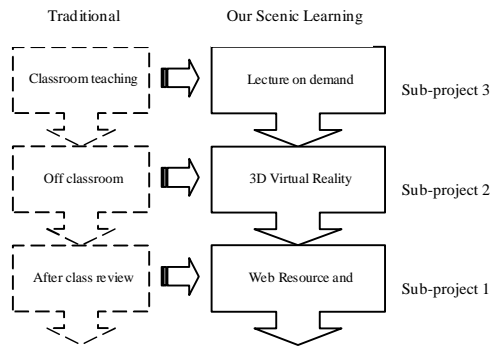 Traditional Our Scenic Learning
Classroom teaching Lecture on demand Sub-project 3
Off classroom 3D Virtual Reality Sub-project 2
After class review Web Resource and Sub-project 1